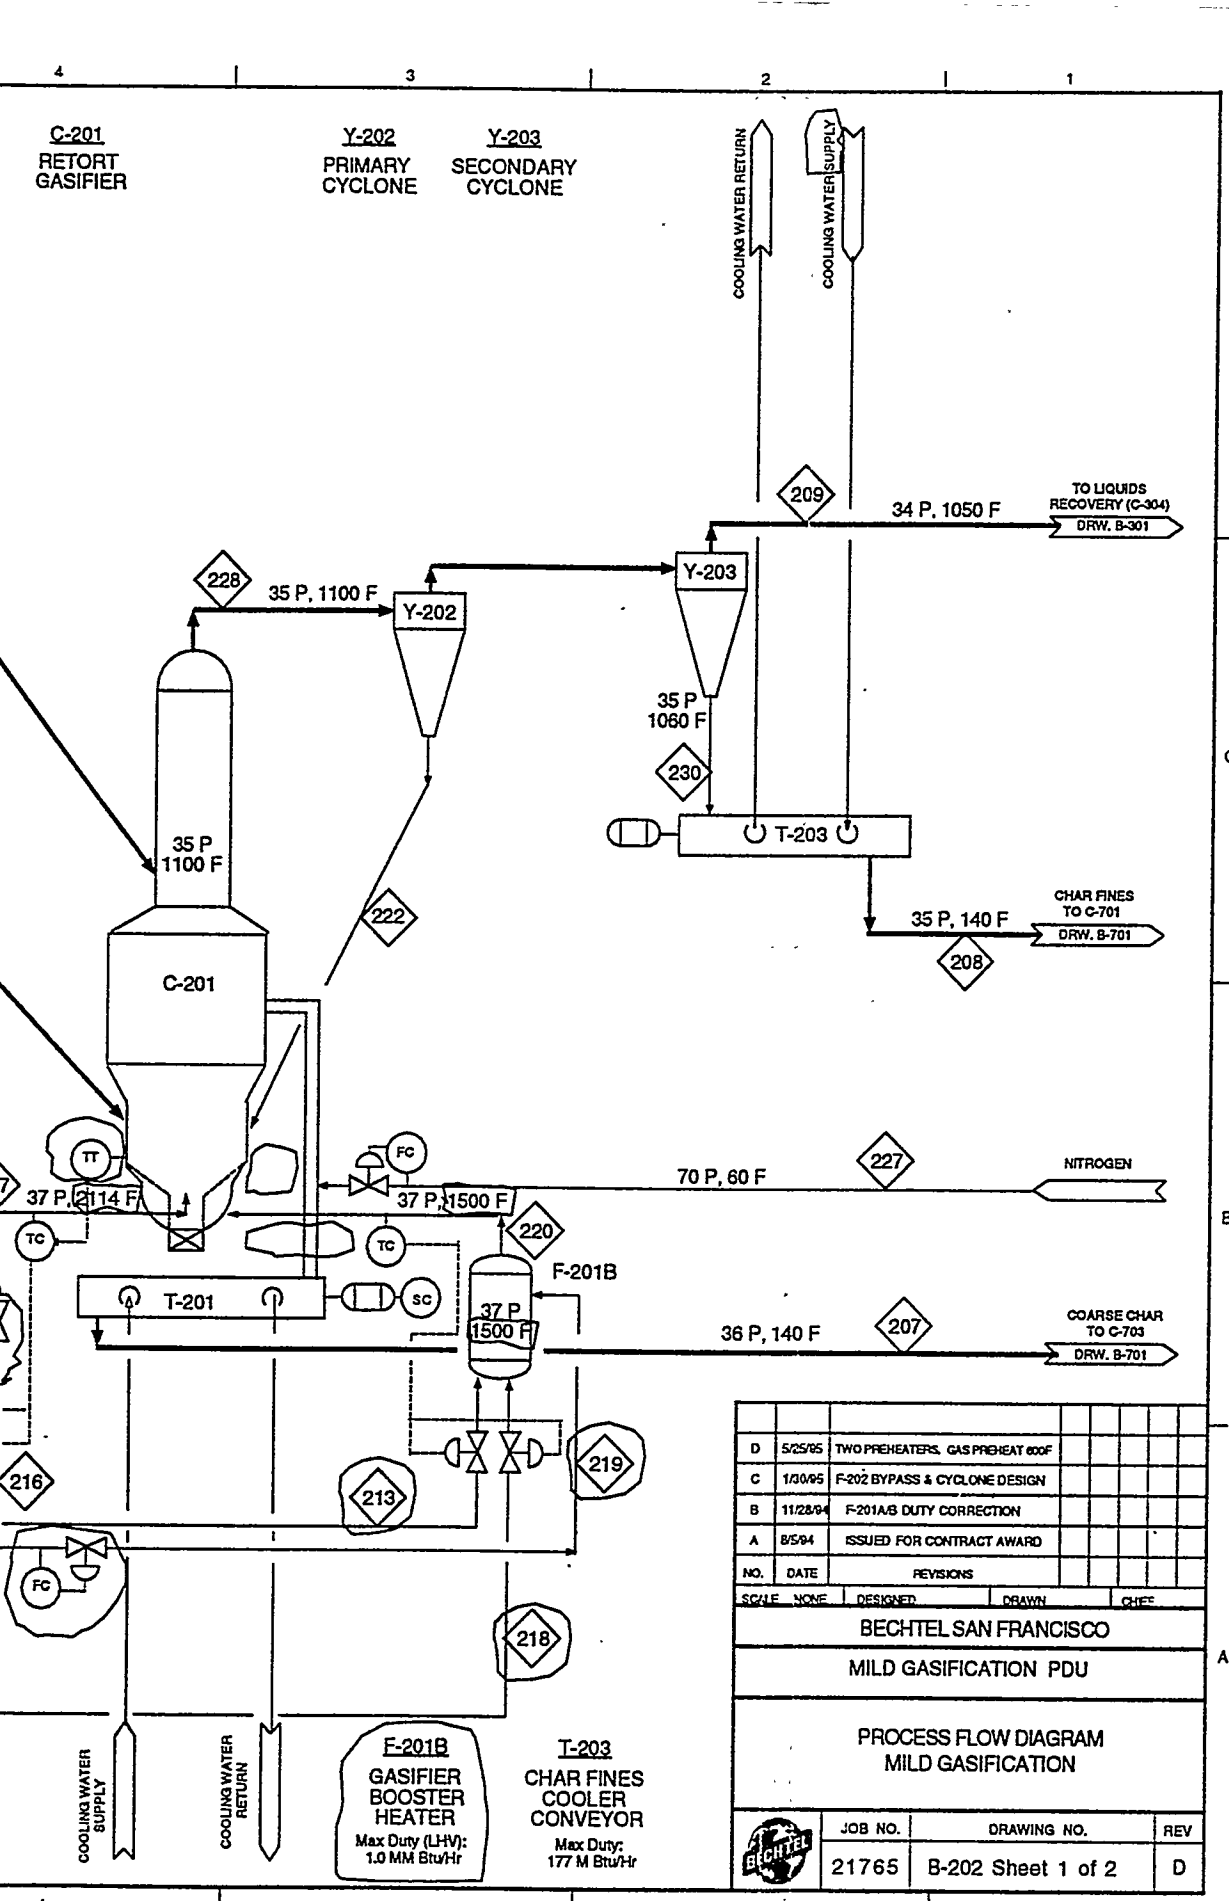 4
3
2
1
C-201
RETORT
GASIFIER
Y-202
PRIMARY
CYCLONE
Y-203
SECONDARY
CYCLONE
COOLING WATER RETURN
COOLING WATER SUPPLY
209
34 P, 1050 F
TO LIQUIDS
RECOVERY (C-304)
DRW. B-301
228
35 P, 1100 F
Y-202
Y-203
35 P
1060 F
230
C
35 P
1100 F
T-203
222
CHAR FINES
TO C-701
35 P, 140 F
DRW. B-701
208
C-201
TT
FC
227
NITROGEN
70 P, 60 F
7
37 P, 2114 F
37 P, 1500 F
B
TC
TC
220
F-201B
T-201
SC
37 P
1500 F
36 P, 140 F
207
COARSE CHAR
TO C-703
DRW. B-701
216
213
219
FC
218
D 5/25/95 TWO PREHEATERS, GAS PREHEAT 600F
C 1/30/95 F-202 BYPASS & CYCLONE DESIGN
B 11/28/94 F-201A/B DUTY CORRECTION
A 8/5/94 ISSUED FOR CONTRACT AWARD
NO. DATE REVISIONS
SCALE NONE DESIGNED DRAWN CHEF
BECHTEL SAN FRANCISCO
A
MILD GASIFICATION PDU
PROCESS FLOW DIAGRAM
MILD GASIFICATION
COOLING WATER
SUPPLY
COOLING WATER
RETURN
F-201B
GASIFIER
BOOSTER
HEATER
Max Duty (LHV):
1.0 MM Btu/Hr
T-203
CHAR FINES
COOLER
CONVEYOR
Max Duty:
177 M Btu/Hr
BECHTEL
JOB NO. DRAWING NO. REV
21765 B-202 Sheet 1 of 2 D